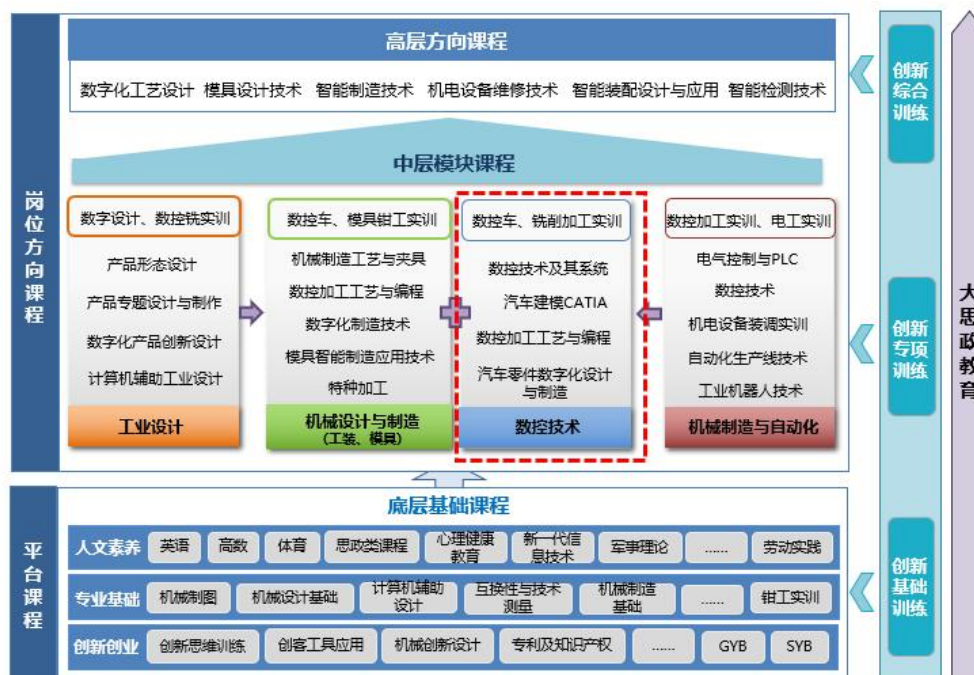 岗位方向课程
高层方向课程
数字化工艺设计 模具设计技术 智能制造技术 机电设备维修技术 智能装配设计与应用 智能检测技术
中层模块课程
数字设计、数控铣实训
产品形态设计
产品专题设计与制作
数字化产品创新设计
计算机辅助工业设计
工业设计
数控车、模具钳工实训
机械制造工艺与夹具
数控加工工艺与编程
数字化制造技术
模具智能制造应用技术
特种加工
机械设计与制造
(工装、模具)
数控车、铣削加工实训
数控技术及其系统
汽车建模CATIA
数控加工工艺与编程
汽车零件数字化设计
与制造
数控技术
数控加工实训、电工实训
电气控制与PLC
数控技术
机电设备装调实训
自动化生产线技术
工业机器人技术
机械制造与自动化
平台课程
底层基础课程
人文素养 英语 高数 体育 思政类课程 心理健康
教育 新一代信
息技术 军事理论 …… 劳动实践
专业基础 机械制图 机械设计基础 计算机辅助
设计 互换性与技术
测量 机械制造
基础 …… 钳工实训
创新创业 创新思维训练 创客工具应用 机械创新设计 专利及知识产权 …… GYB SYB
创新
综合
训练
创新
专项
训练
创新
基础
训练
大思政教育